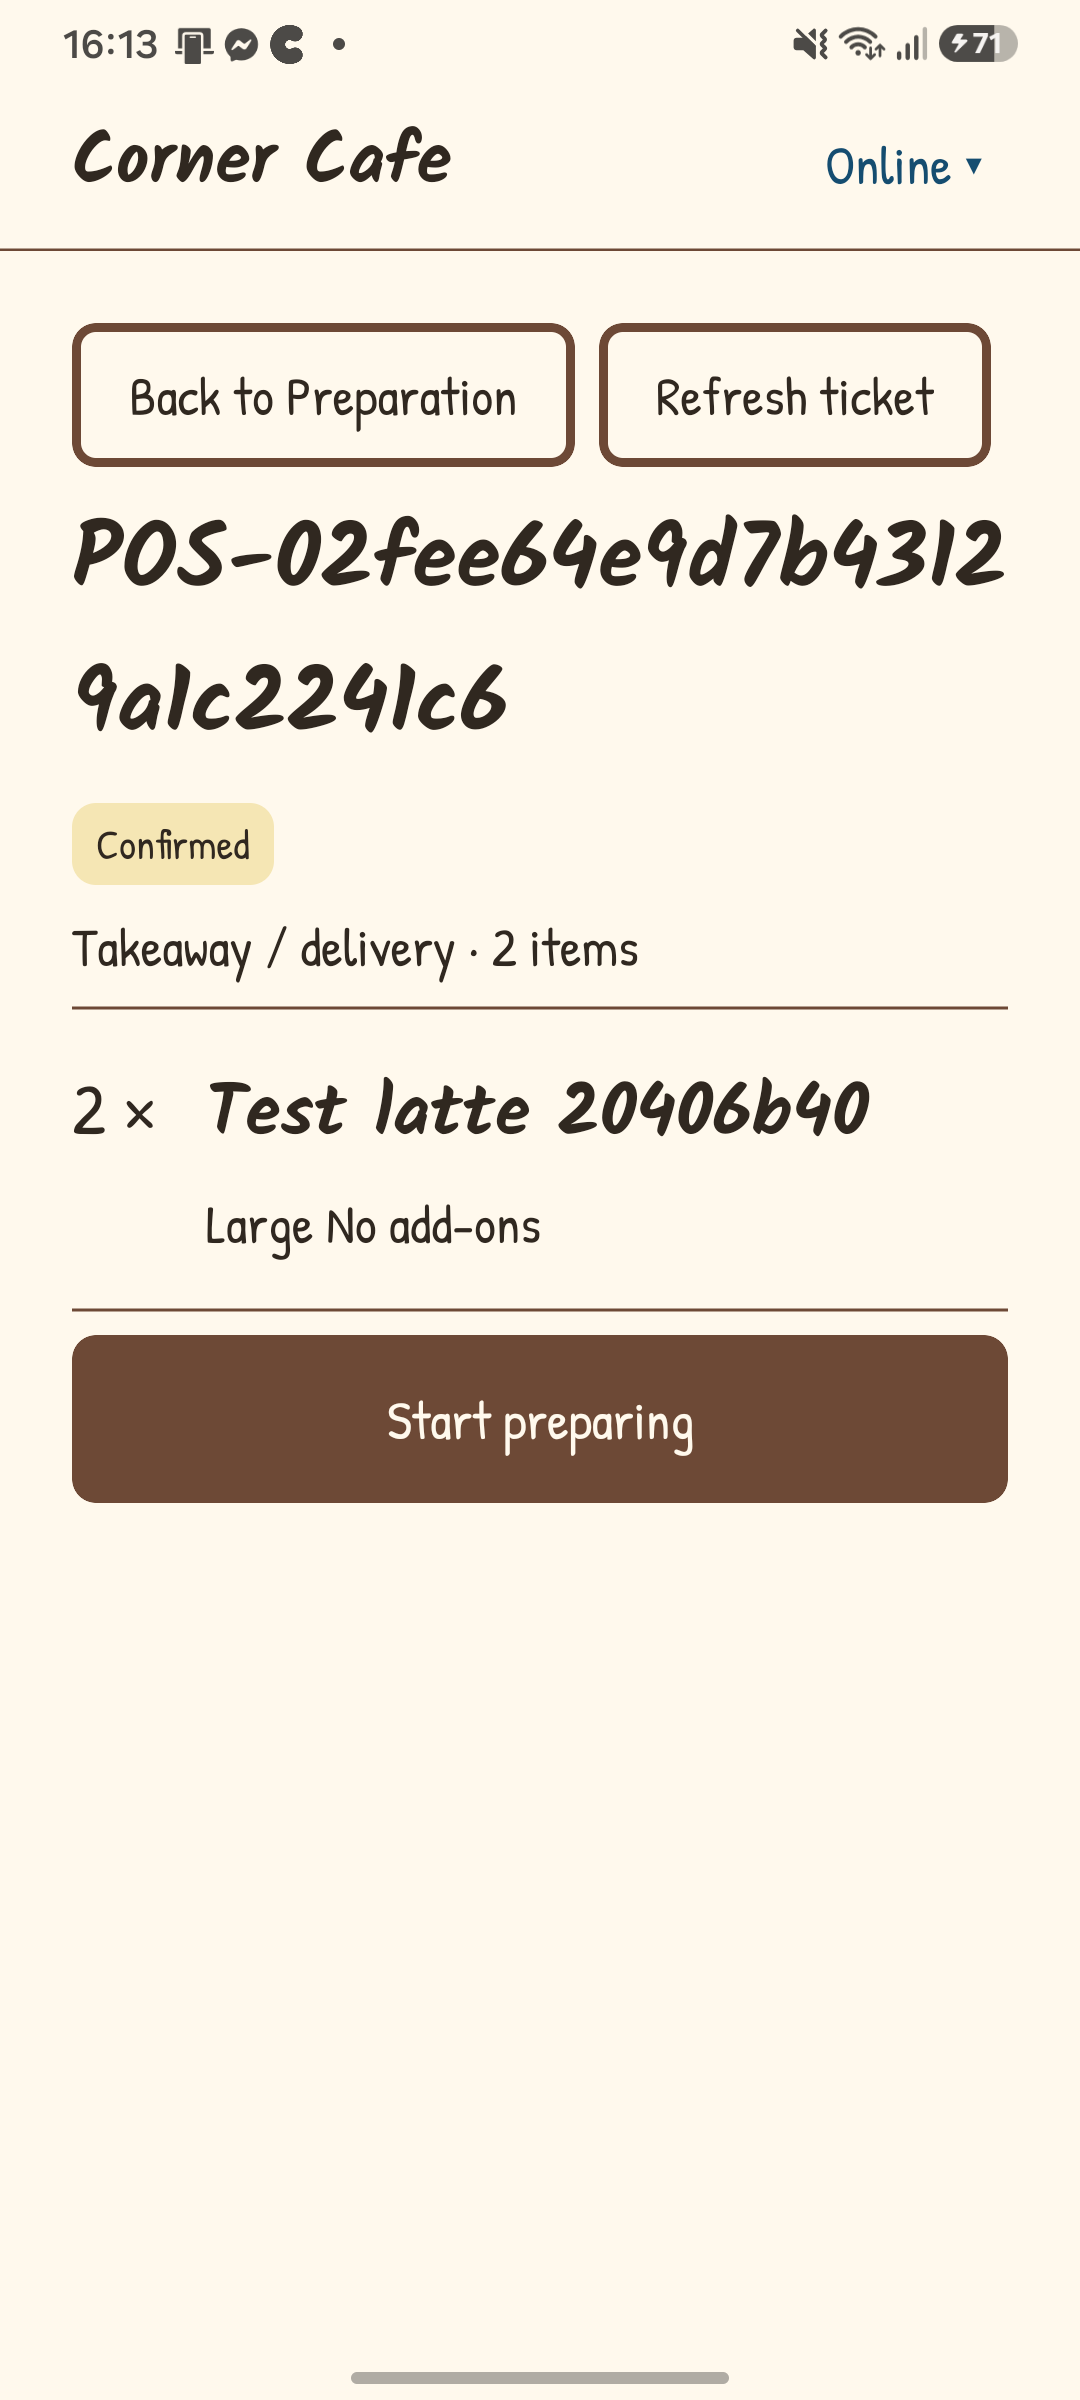 16:13
71
Corner Cafe
Online ▾
Back to Preparation
Refresh ticket
POS-02fee64e9d7b4312
9a1c2241c6
Confirmed
Takeaway / delivery · 2 items
2 × Test latte 20406b40
Large No add-ons
Start preparing